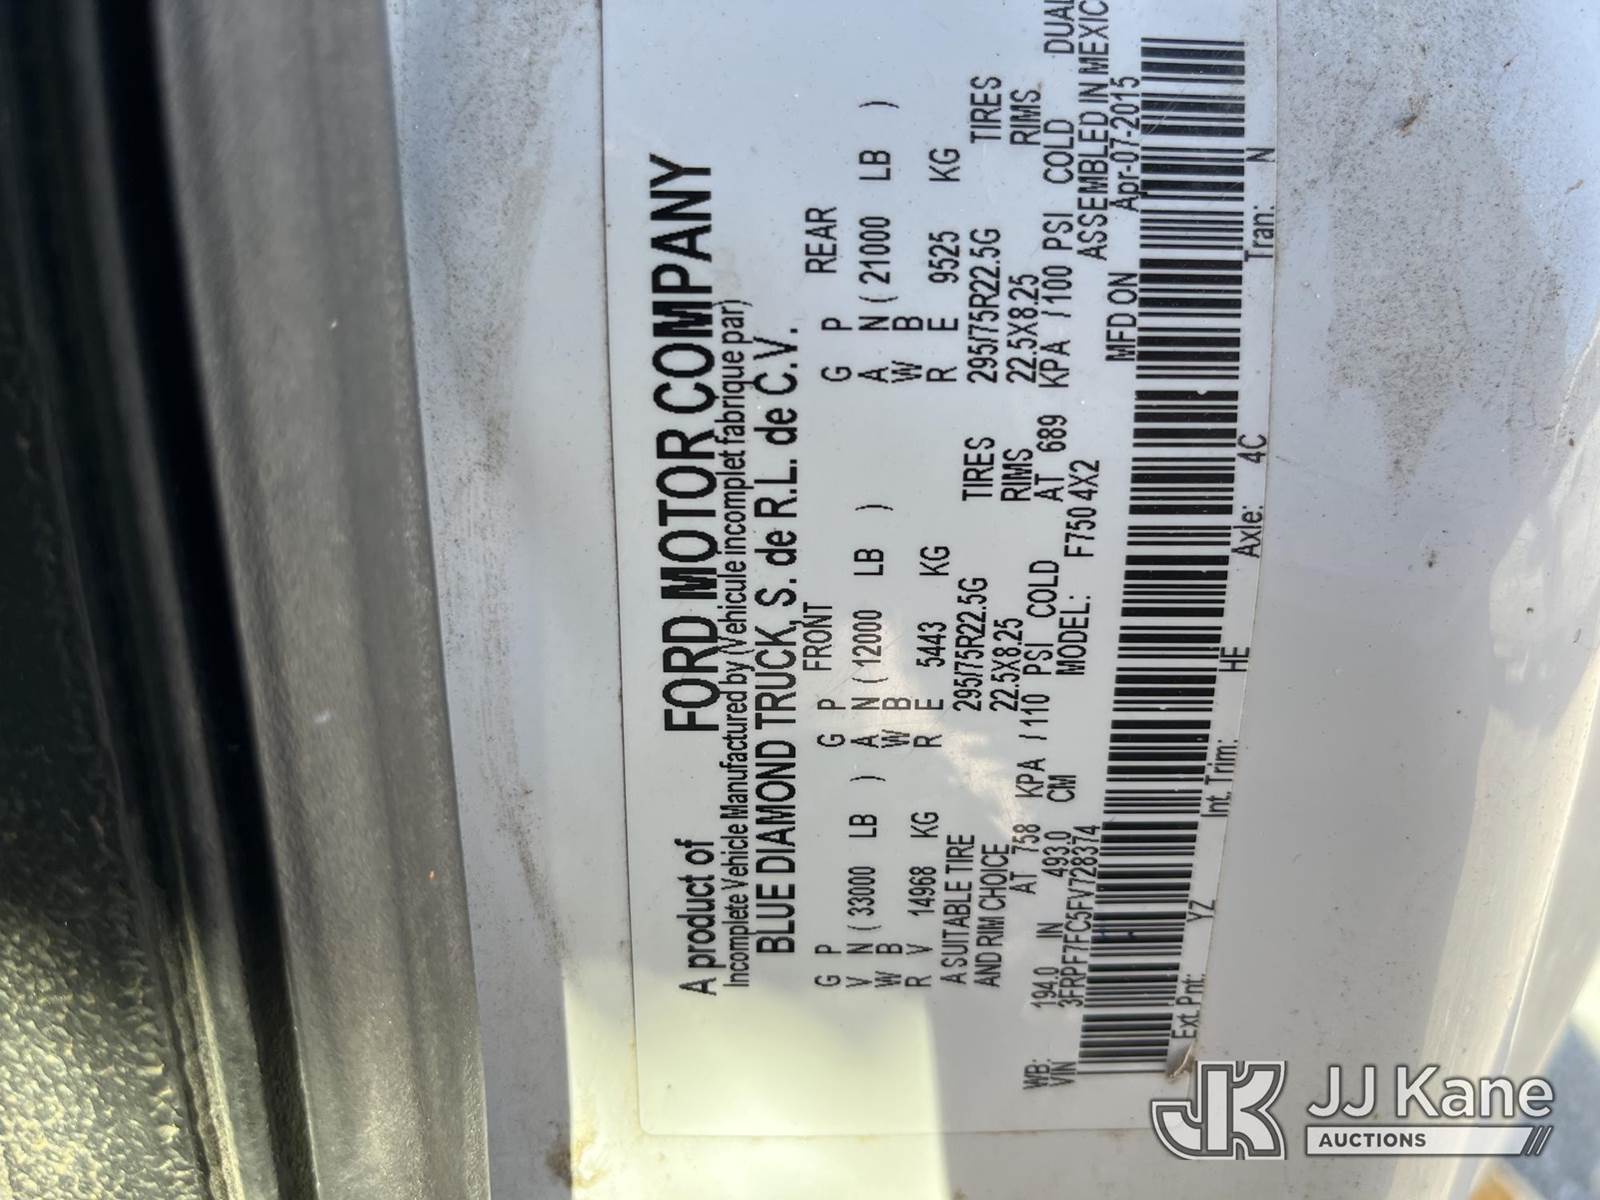 A product of FORD MOTOR COMPANY
Incomplete Vehicle Manufactured by (Vehicule incomplet fabrique par)
BLUE DIAMOND TRUCK, S. de R.L. de C.V.
FRONT REAR
G P G P G P
V N ( 33000 LB ) A N ( 12000 LB ) A N ( 21000 LB )
W B W B W B
R V 14968 KG R E 5443 KG R E 9525 KG
A SUITABLE TIRE 295/75R22.5G TIRES 295/75R22.5G TIRES
AND RIM CHOICE 22.5X8.25 RIMS 22.5X8.25 RIMS
AT 758 KPA / 110 PSI COLD AT 689 KPA / 100 PSI COLD DUAL
WB: 194.0 IN 493.0 CM MODEL: F750 4X2 ASSEMBLED IN MEXIC
VIN 3FRPF7FC5FV728374 MFD ON Apr-07-2015
Ext. Pnt: YZ Int. Trim: HE Axle: 4C Tran: N
JK JJ Kane
AUCTIONS